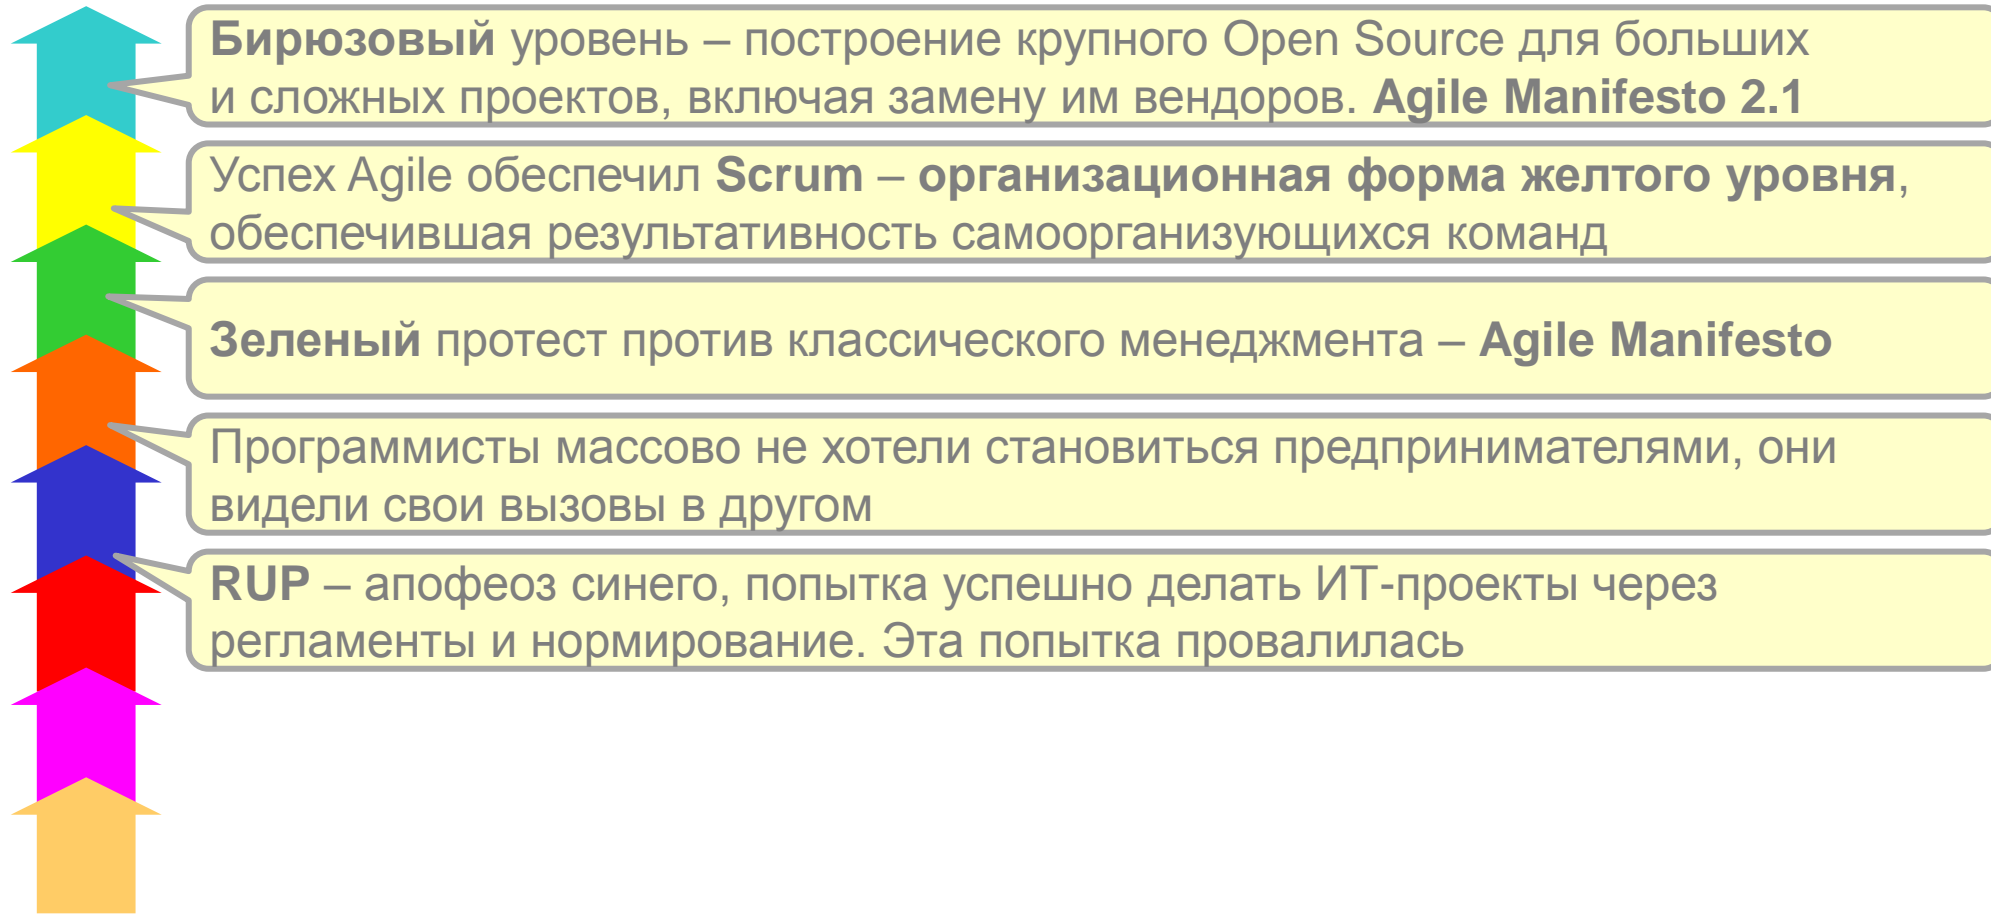 Бирюзовый уровень – построение крупного Open Source для больших
и сложных проектов, включая замену им вендоров. Agile Manifesto 2.1
Успех Agile обеспечил Scrum – организационная форма желтого уровня,
обеспечившая результативность самоорганизующихся команд
Зеленый протест против классического менеджмента – Agile Manifesto
Программисты массово не хотели становиться предпринимателями, они
видели свои вызовы в другом
RUP – апофеоз синего, попытка успешно делать ИТ-проекты через
регламенты и нормирование. Эта попытка провалилась